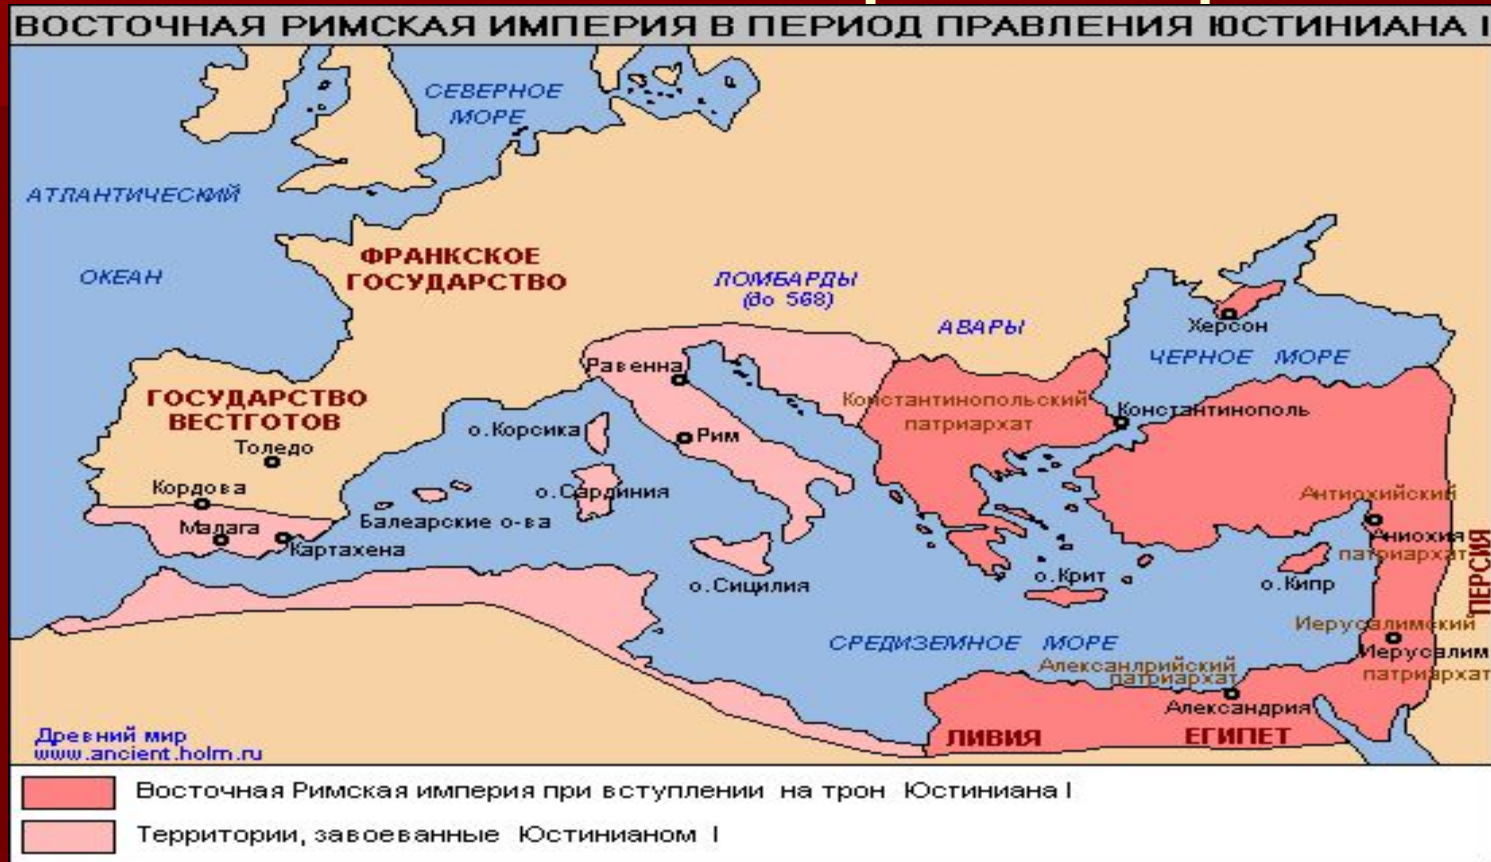 ВОСТОЧНАЯ РИМСКАЯ ИМПЕРИЯ В ПЕРИОД ПРАВЛЕНИЯ ЮСТИНИАНА I
СЕВЕРНОЕ
МОРЕ
АТЛАНТИЧЕСКИЙ
ОКЕАН
ФРАНКСКОЕ
ГОСУДАРСТВО
ЛОМБАРДЫ
(до 568)
АВАРЫ
Херсон
ЧЕРНОЕ МОРЕ
ГОСУДАРСТВО
ВЕСТГОТОВ
Толедо
Кордова
Малага
Картахена
Балеарские о-ва
о.Корсика
о.Сардиния
Равенна
Рим
о.Сицилия
Константинопольский
патриархат
Константинополь
Антиохийский
Аниохия
патриархат
ПЕРСИЯ
о.Крит
о.Кипр
Иерусалимский
Иерусалим
патриархат
СРЕДИЗЕМНОЕ МОРЕ
Алексанлрийский
патриархат
Александрия
ЛИВИЯ
ЕГИПЕТ
Древний мир
www.ancient.holm.ru
Восточная Римская империя при вступлении на трон Юстиниана I
Территории, завоеванные Юстинианом I